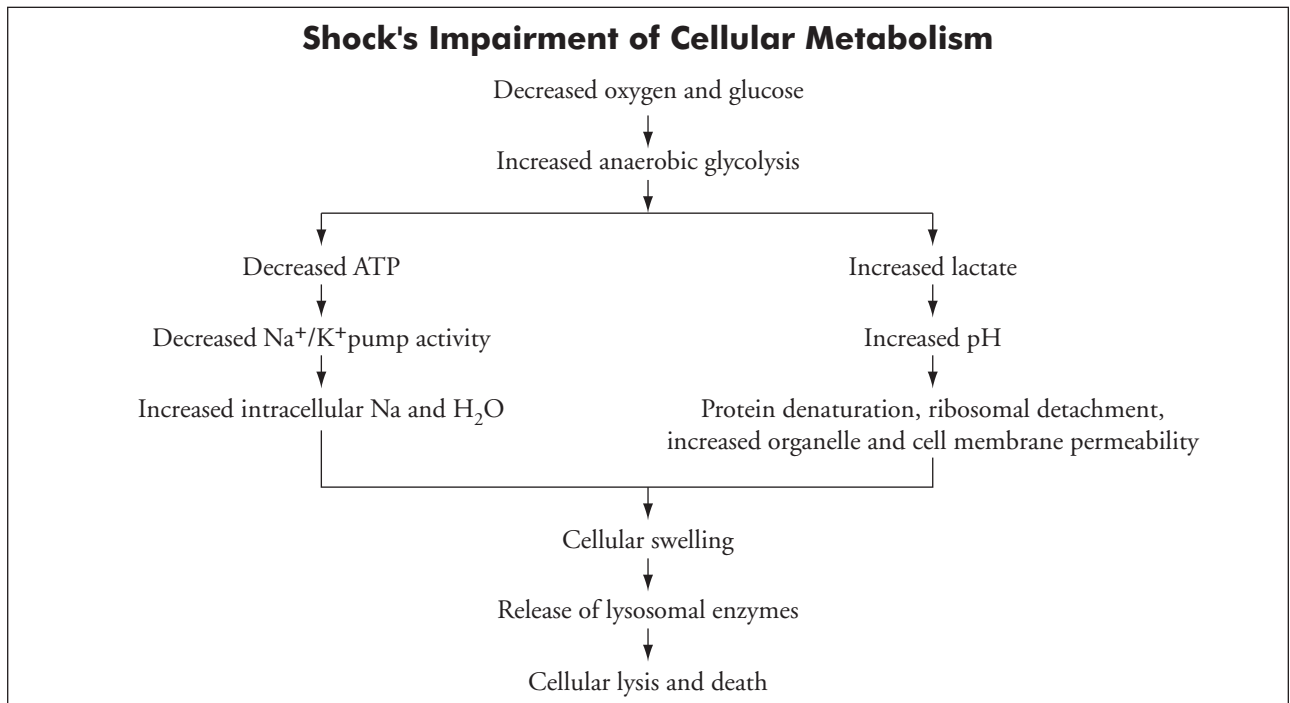 Shock's Impairment of Cellular Metabolism
Decreased oxygen and glucose
Increased anaerobic glycolysis
Decreased ATP
Increased lactate
Decreased Na⁺/K⁺pump activity
Increased pH
Increased intracellular Na and H₂O
Protein denaturation, ribosomal detachment,
increased organelle and cell membrane permeability
Cellular swelling
Release of lysosomal enzymes
Cellular lysis and death